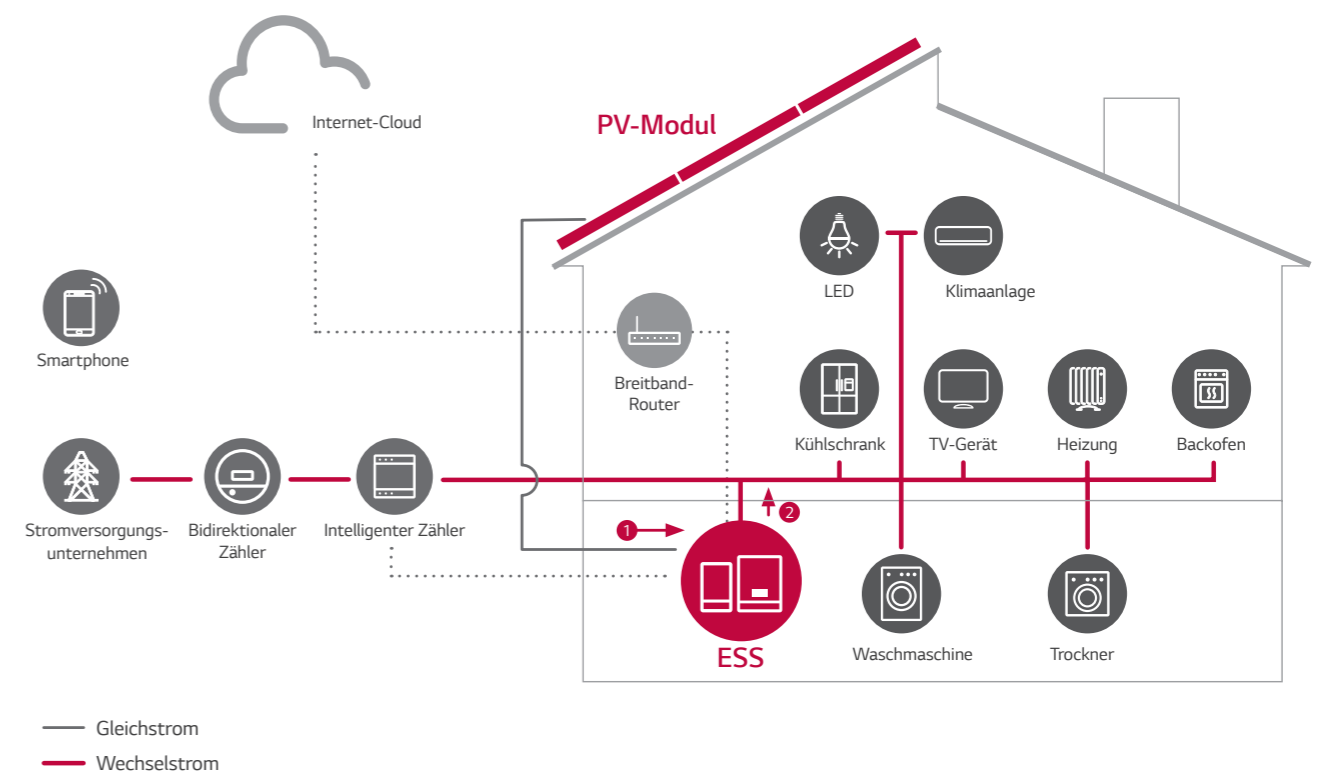 Internet-Cloud
PV-Modul
LED
Klimaanlage
Smartphone
Breitband-
Router
Kühlschrank
TV-Gerät
Heizung
Backofen
Stromversorgungs-
unternehmen
Bidirektionaler
Zähler
Intelligenter Zähler
1
2
ESS
Waschmaschine
Trockner
Gleichstrom
Wechselstrom